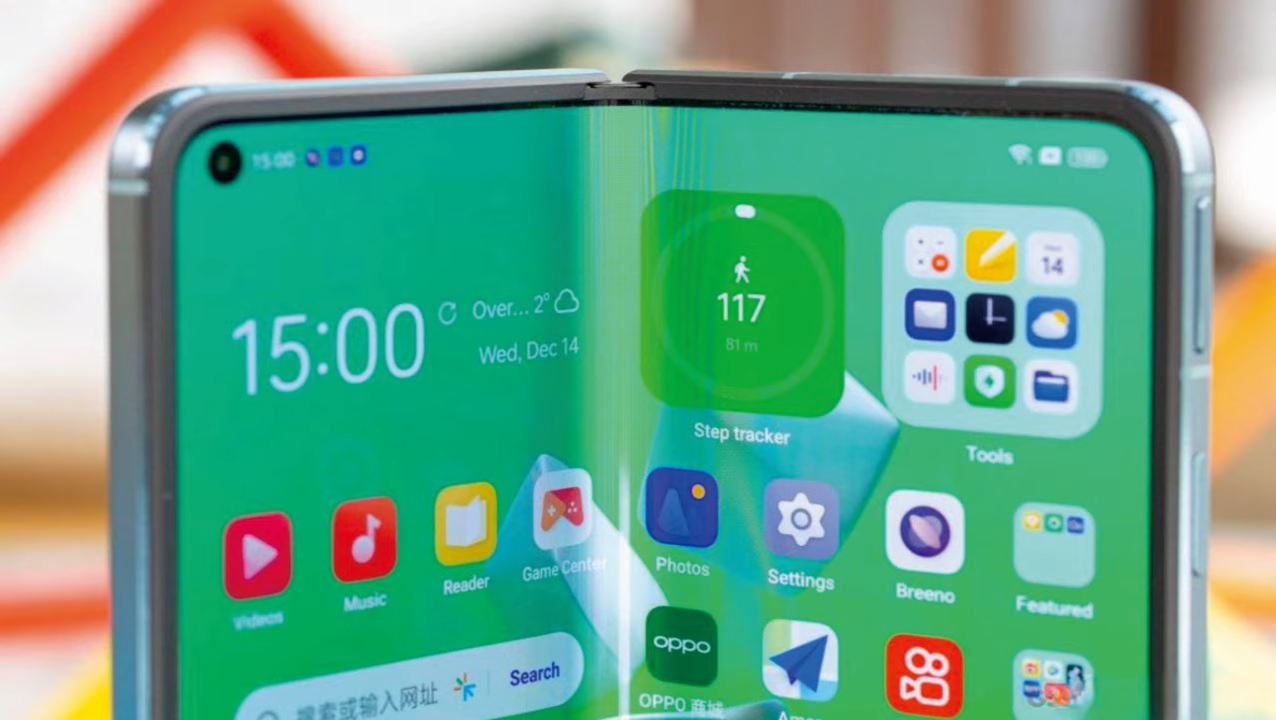 15:00
15:00
Over... 2°
Wed, Dec 14
117
81 m
Step tracker
14
Tools
Videos
Music
Reader
Game Center
Photos
Settings
Breeno
Featured
搜索或输入网址
Search
oppo
OPPO 商城